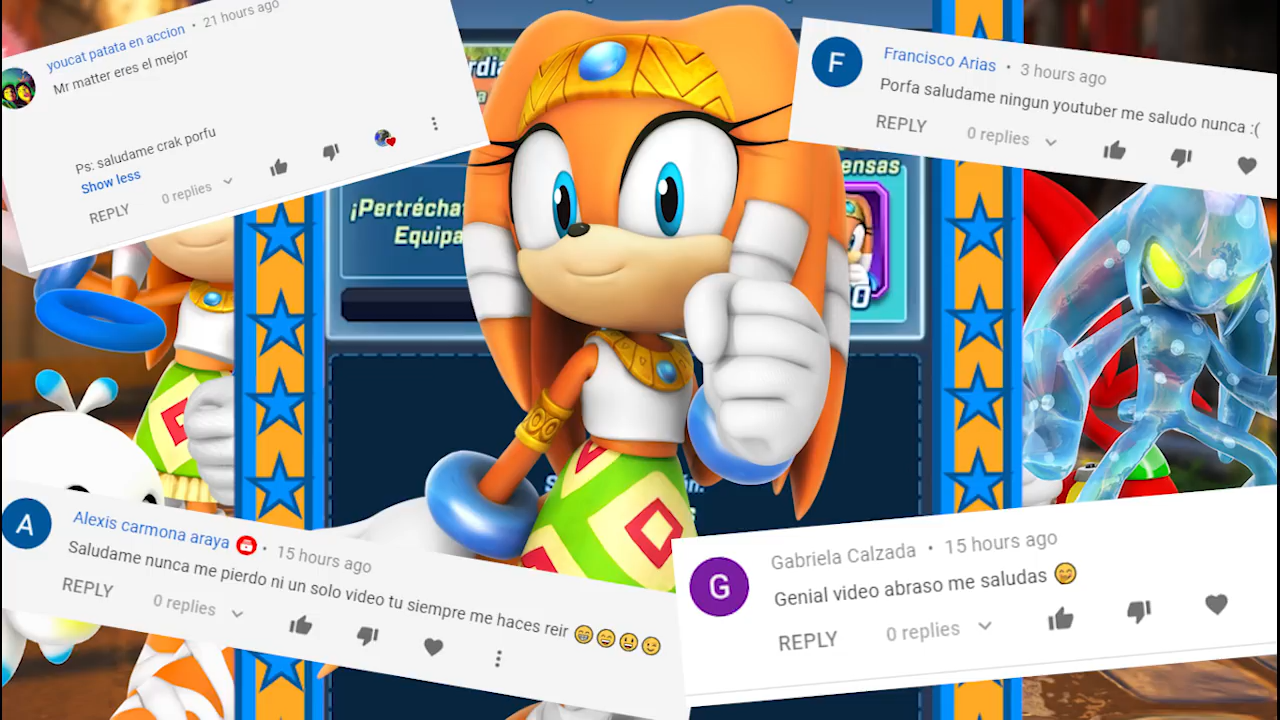 youcat patata en accion • 21 hours ago
Mr matter eres el mejor
Ps: saludame crak porfu
Show less
REPLY 0 replies
F
Francisco Arias • 3 hours ago
Porfa saludame ningun youtuber me saludo nunca :(
REPLY 0 replies
¡Pertrécha
Equipa
ensas
A
Alexis carmona araya • 15 hours ago
Saludame nunca me pierdo ni un solo video tu siempre me haces reir 😁😄😃😉
REPLY 0 replies
G
Gabriela Calzada • 15 hours ago
Genial video abraso me saludas 😊
REPLY 0 replies